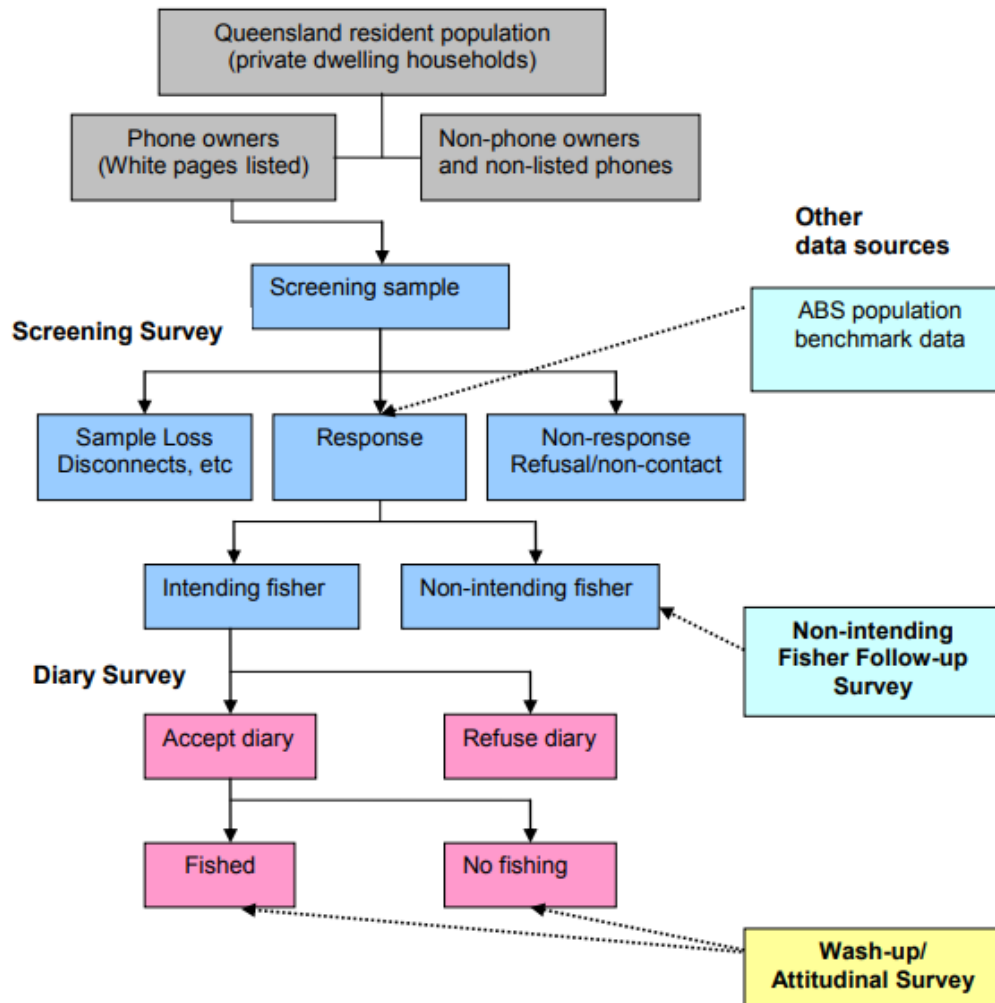 Queensland resident population
(private dwelling households)
Phone owners
(White pages listed)
Non-phone owners
and non-listed phones
Other
data sources
Screening sample
ABS population
benchmark data
Screening Survey
Sample Loss
Disconnects, etc
Response
Non-response
Refusal/non-contact
Intending fisher
Non-intending fisher
Non-intending
Fisher Follow-up
Survey
Diary Survey
Accept diary
Refuse diary
Fished
No fishing
Wash-up/
Attitudinal Survey